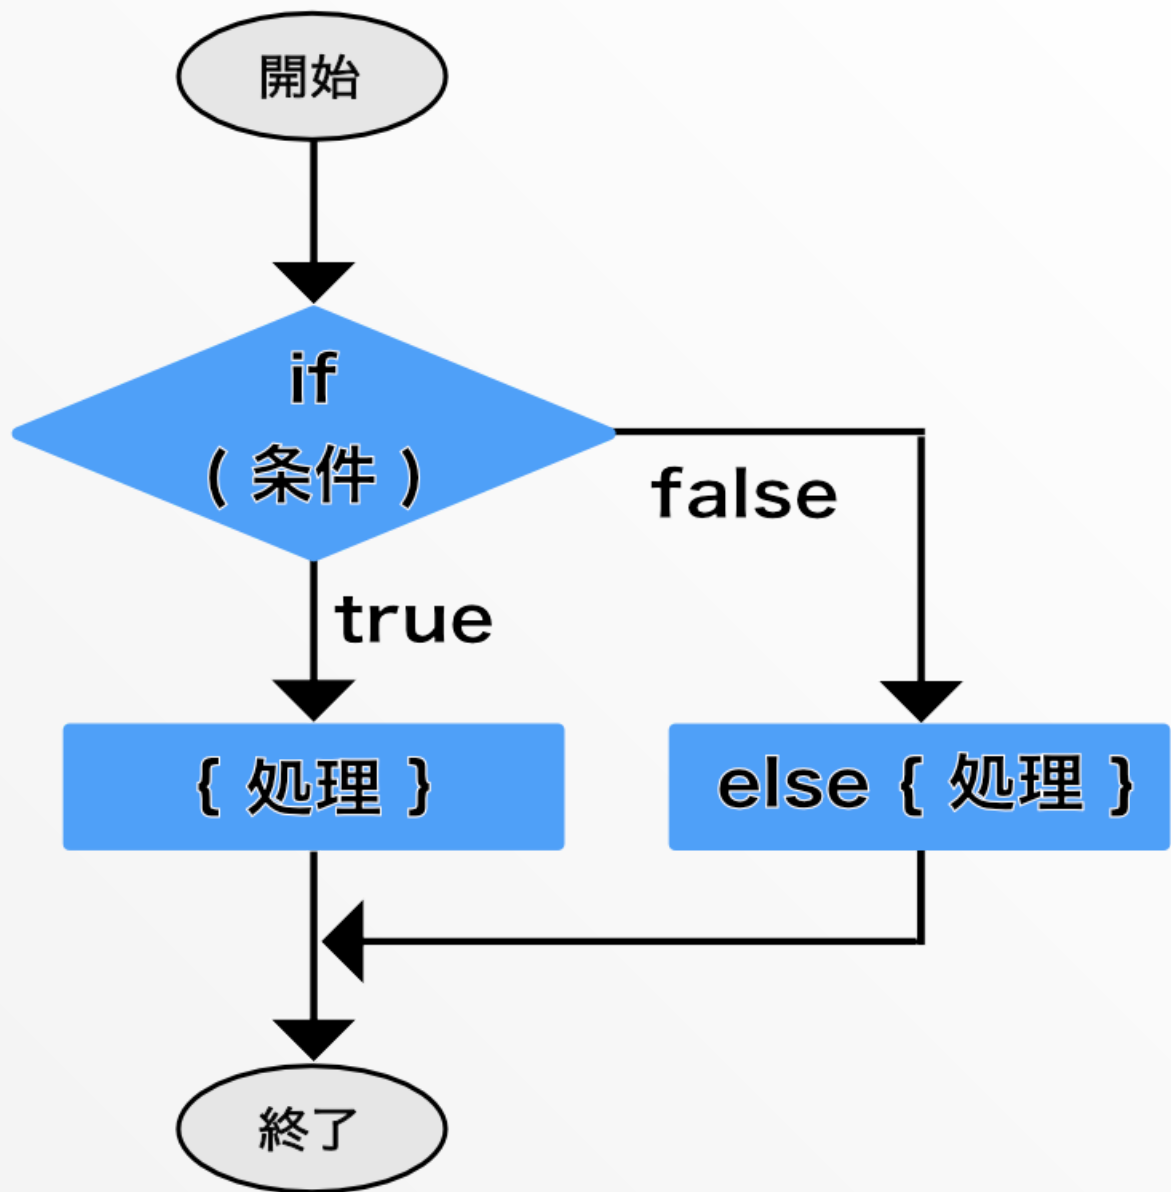 開始
if
( 条件 )
false
true
{ 処理 }
else { 処理 }
終了